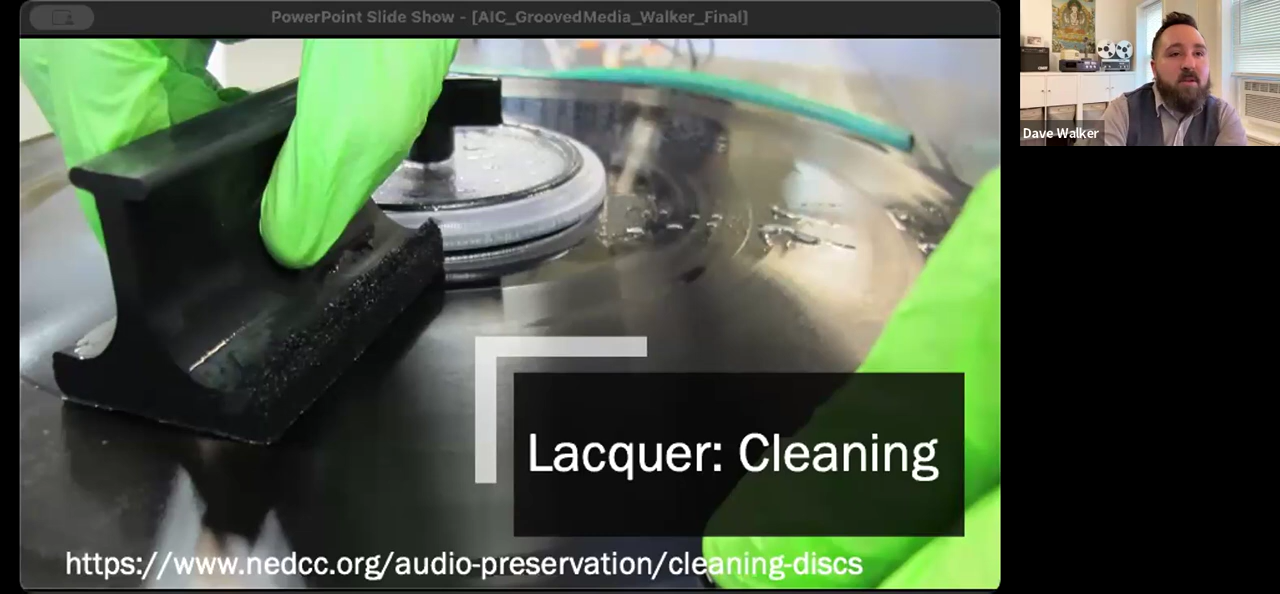 PowerPoint Slide Show - [AIC_GroovedMedia_Walker_Final]
Dave Walker
Lacquer: Cleaning
https://www.nedcc.org/audio-preservation/cleaning-discs